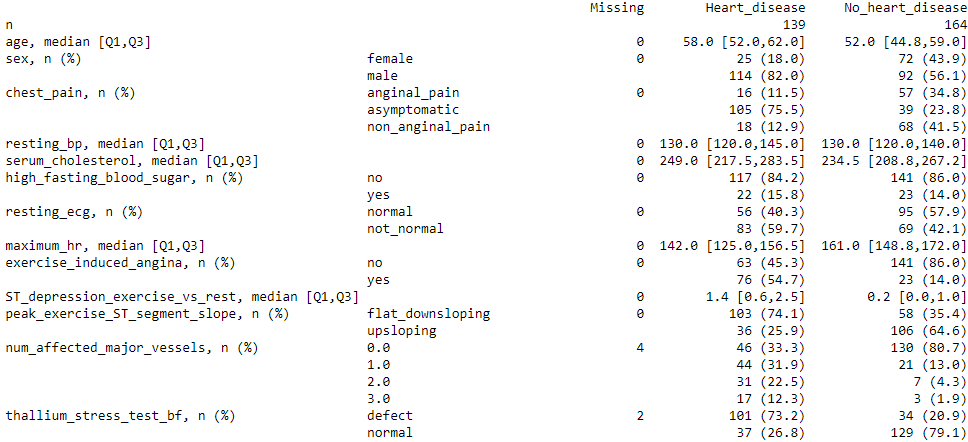 Missing Heart_disease No_heart_disease
n 139 164
age, median [Q1,Q3] 0 58.0 [52.0,62.0] 52.0 [44.8,59.0]
sex, n (%) female 0 25 (18.0) 72 (43.9)
male 114 (82.0) 92 (56.1)
chest_pain, n (%) anginal_pain 0 16 (11.5) 57 (34.8)
asymptomatic 105 (75.5) 39 (23.8)
non_anginal_pain 18 (12.9) 68 (41.5)
resting_bp, median [Q1,Q3] 0 130.0 [120.0,145.0] 130.0 [120.0,140.0]
serum_cholesterol, median [Q1,Q3] 0 249.0 [217.5,283.5] 234.5 [208.8,267.2]
high_fasting_blood_sugar, n (%) no 0 117 (84.2) 141 (86.0)
yes 22 (15.8) 23 (14.0)
resting_ecg, n (%) normal 0 56 (40.3) 95 (57.9)
not_normal 83 (59.7) 69 (42.1)
maximum_hr, median [Q1,Q3] 0 142.0 [125.0,156.5] 161.0 [148.8,172.0]
exercise_induced_angina, n (%) no 0 63 (45.3) 141 (86.0)
yes 76 (54.7) 23 (14.0)
ST_depression_exercise_vs_rest, median [Q1,Q3] 0 1.4 [0.6,2.5] 0.2 [0.0,1.0]
peak_exercise_ST_segment_slope, n (%) flat_downsloping 0 103 (74.1) 58 (35.4)
upsloping 36 (25.9) 106 (64.6)
num_affected_major_vessels, n (%) 0.0 4 46 (33.3) 130 (80.7)
1.0 44 (31.9) 21 (13.0)
2.0 31 (22.5) 7 (4.3)
3.0 17 (12.3) 3 (1.9)
thallium_stress_test_bf, n (%) defect 2 101 (73.2) 34 (20.9)
normal 37 (26.8) 129 (79.1)